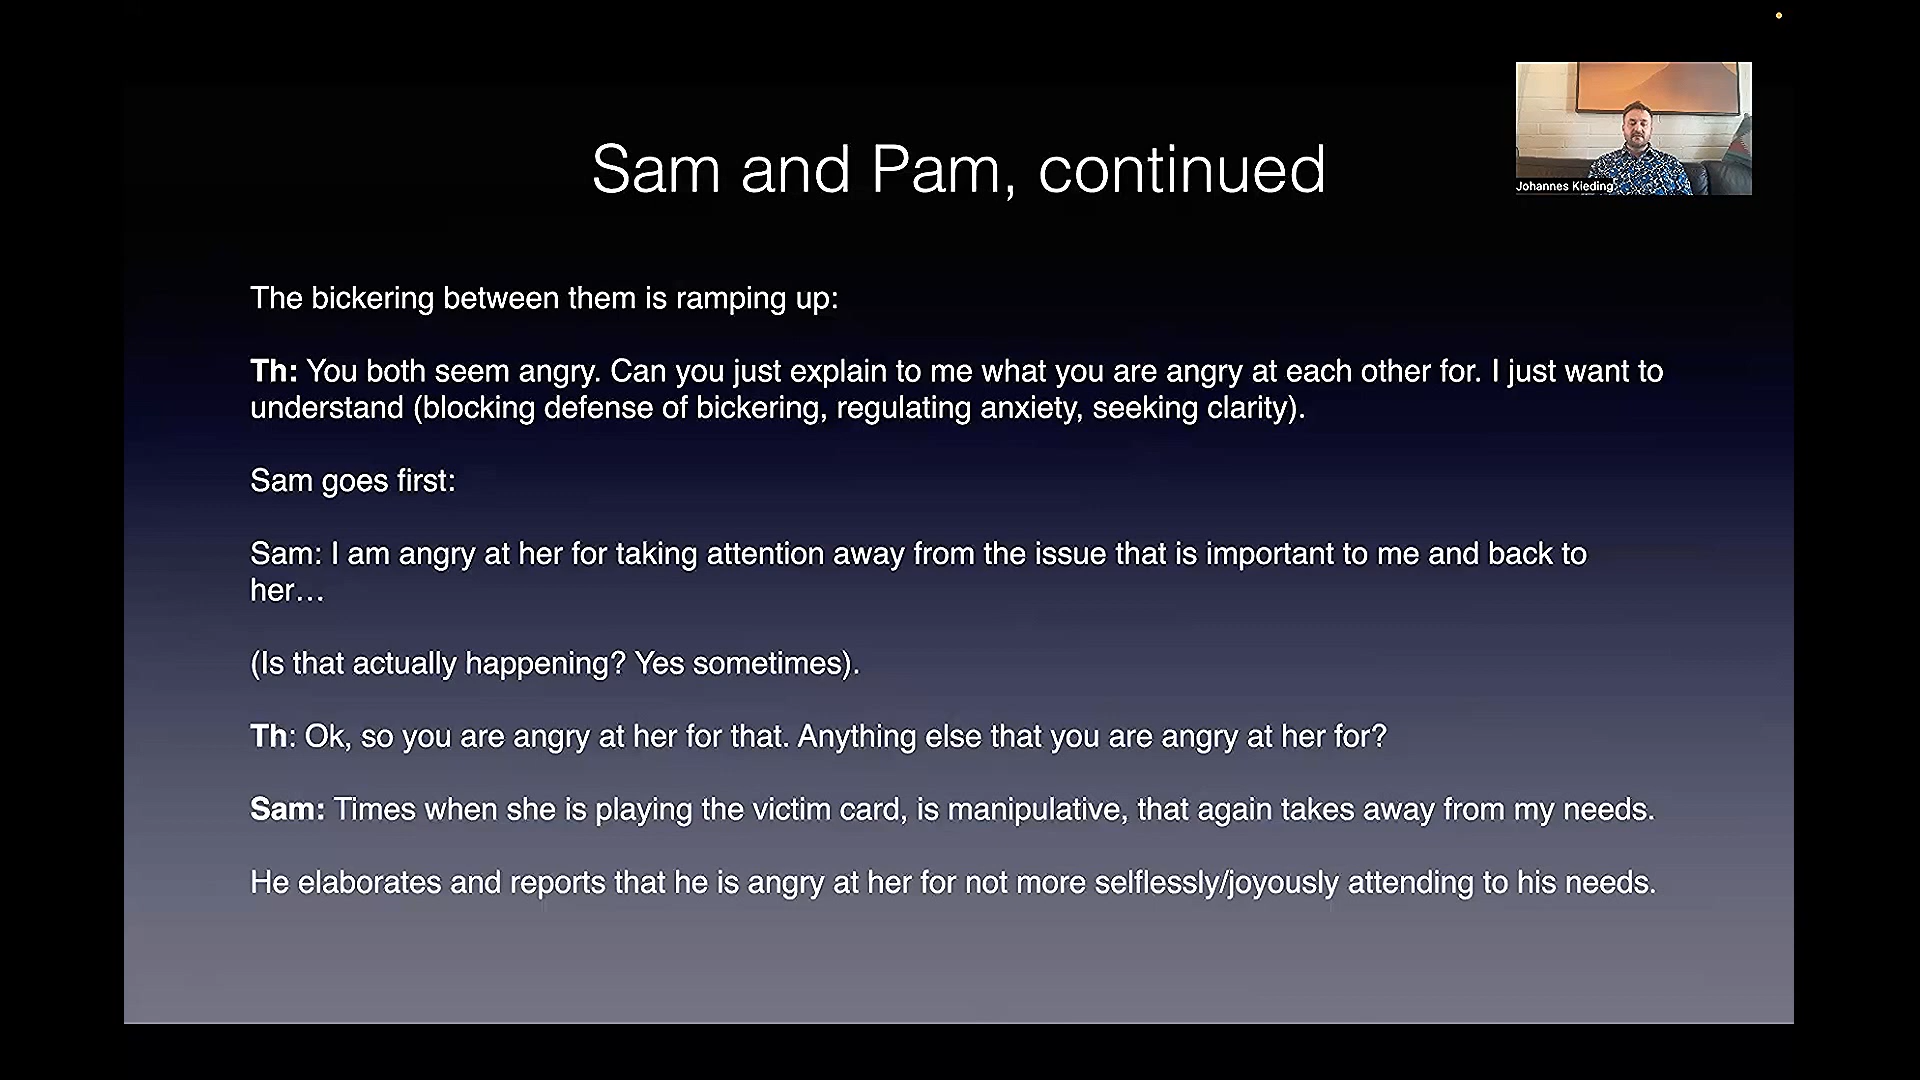 Johannes Kieding
Sam and Pam, continued
The bickering between them is ramping up:
Th: You both seem angry. Can you just explain to me what you are angry at each other for. I just want to
understand (blocking defense of bickering, regulating anxiety, seeking clarity).
Sam goes first:
Sam: I am angry at her for taking attention away from the issue that is important to me and back to
her…
(Is that actually happening? Yes sometimes).
Th: Ok, so you are angry at her for that. Anything else that you are angry at her for?
Sam: Times when she is playing the victim card, is manipulative, that again takes away from my needs.
He elaborates and reports that he is angry at her for not more selflessly/joyously attending to his needs.